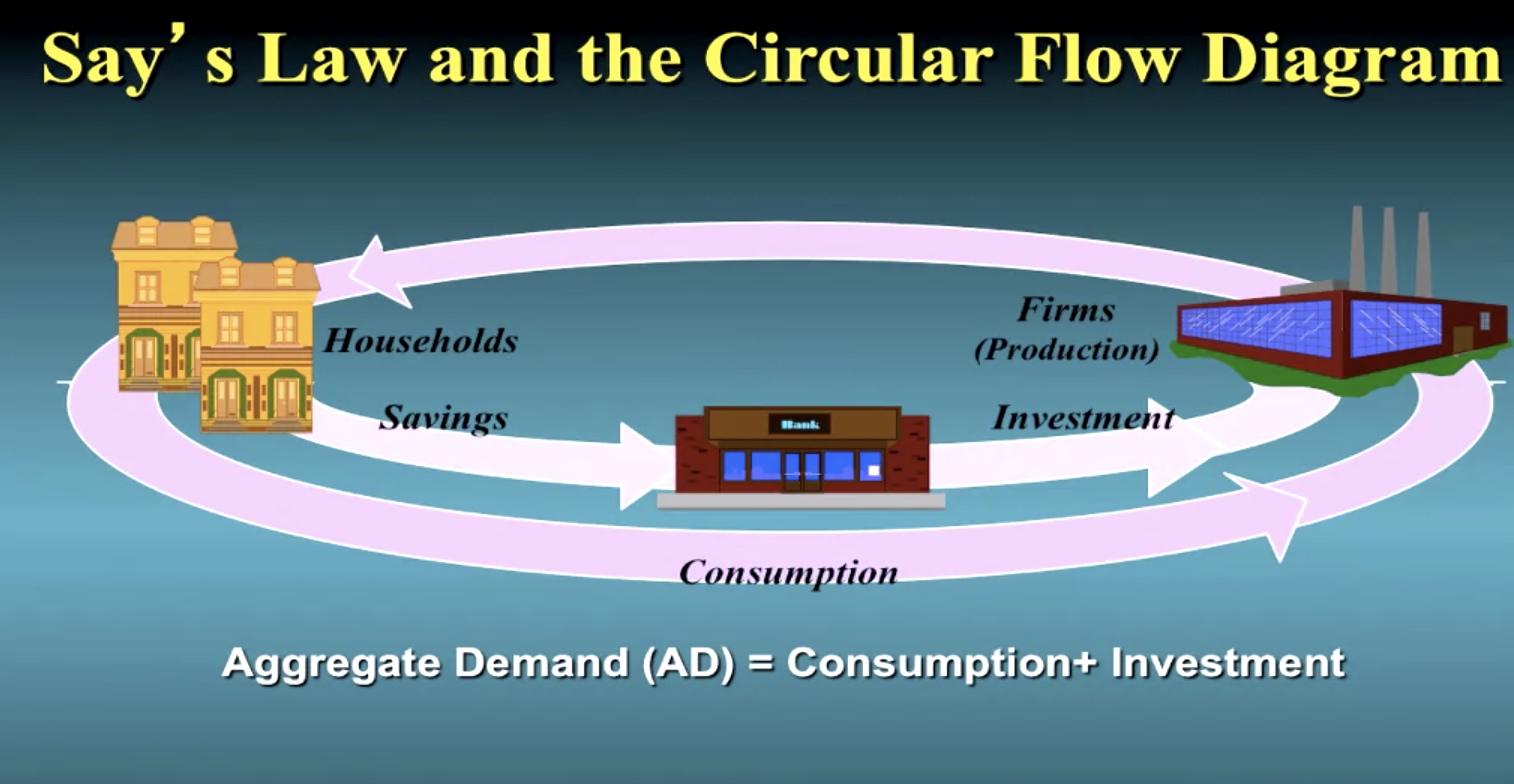 Say’s Law and the Circular Flow Diagram
Households
Firms
(Production)
Savings
Investment
Bank
Consumption
Aggregate Demand (AD) = Consumption+ Investment